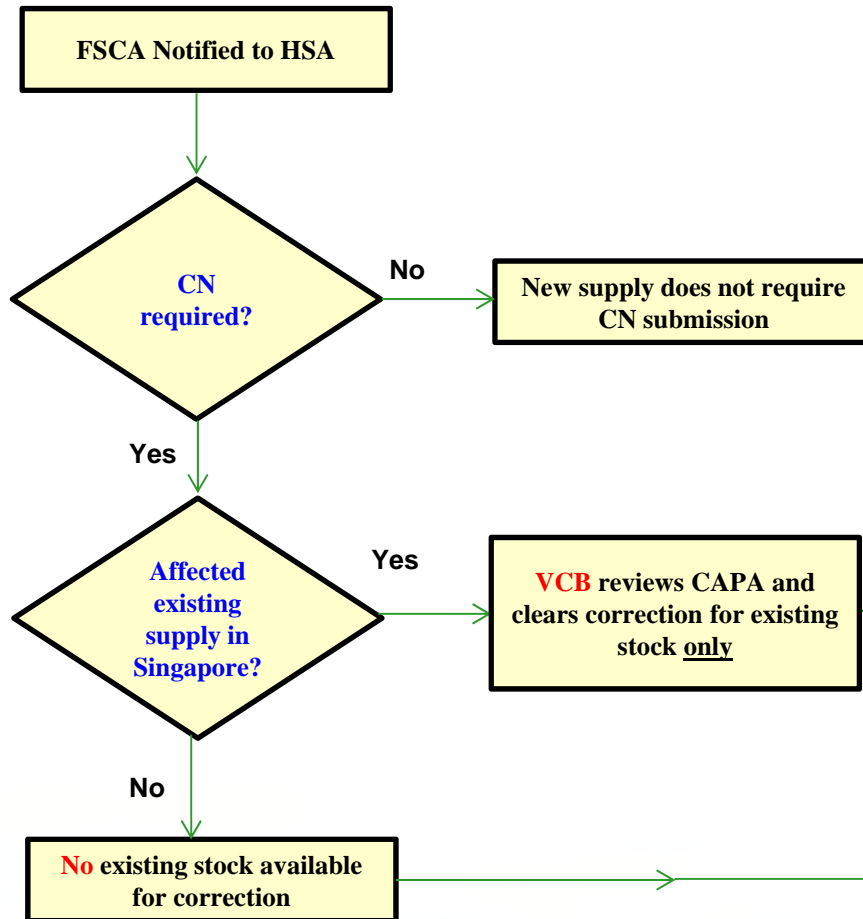 FSCA Notified to HSA
CN
required?
No
New supply does not require
CN submission
Yes
Affected
existing
supply in
Singapore?
Yes
VCB reviews CAPA and
clears correction for existing
stock only
No
No existing stock available
for correction